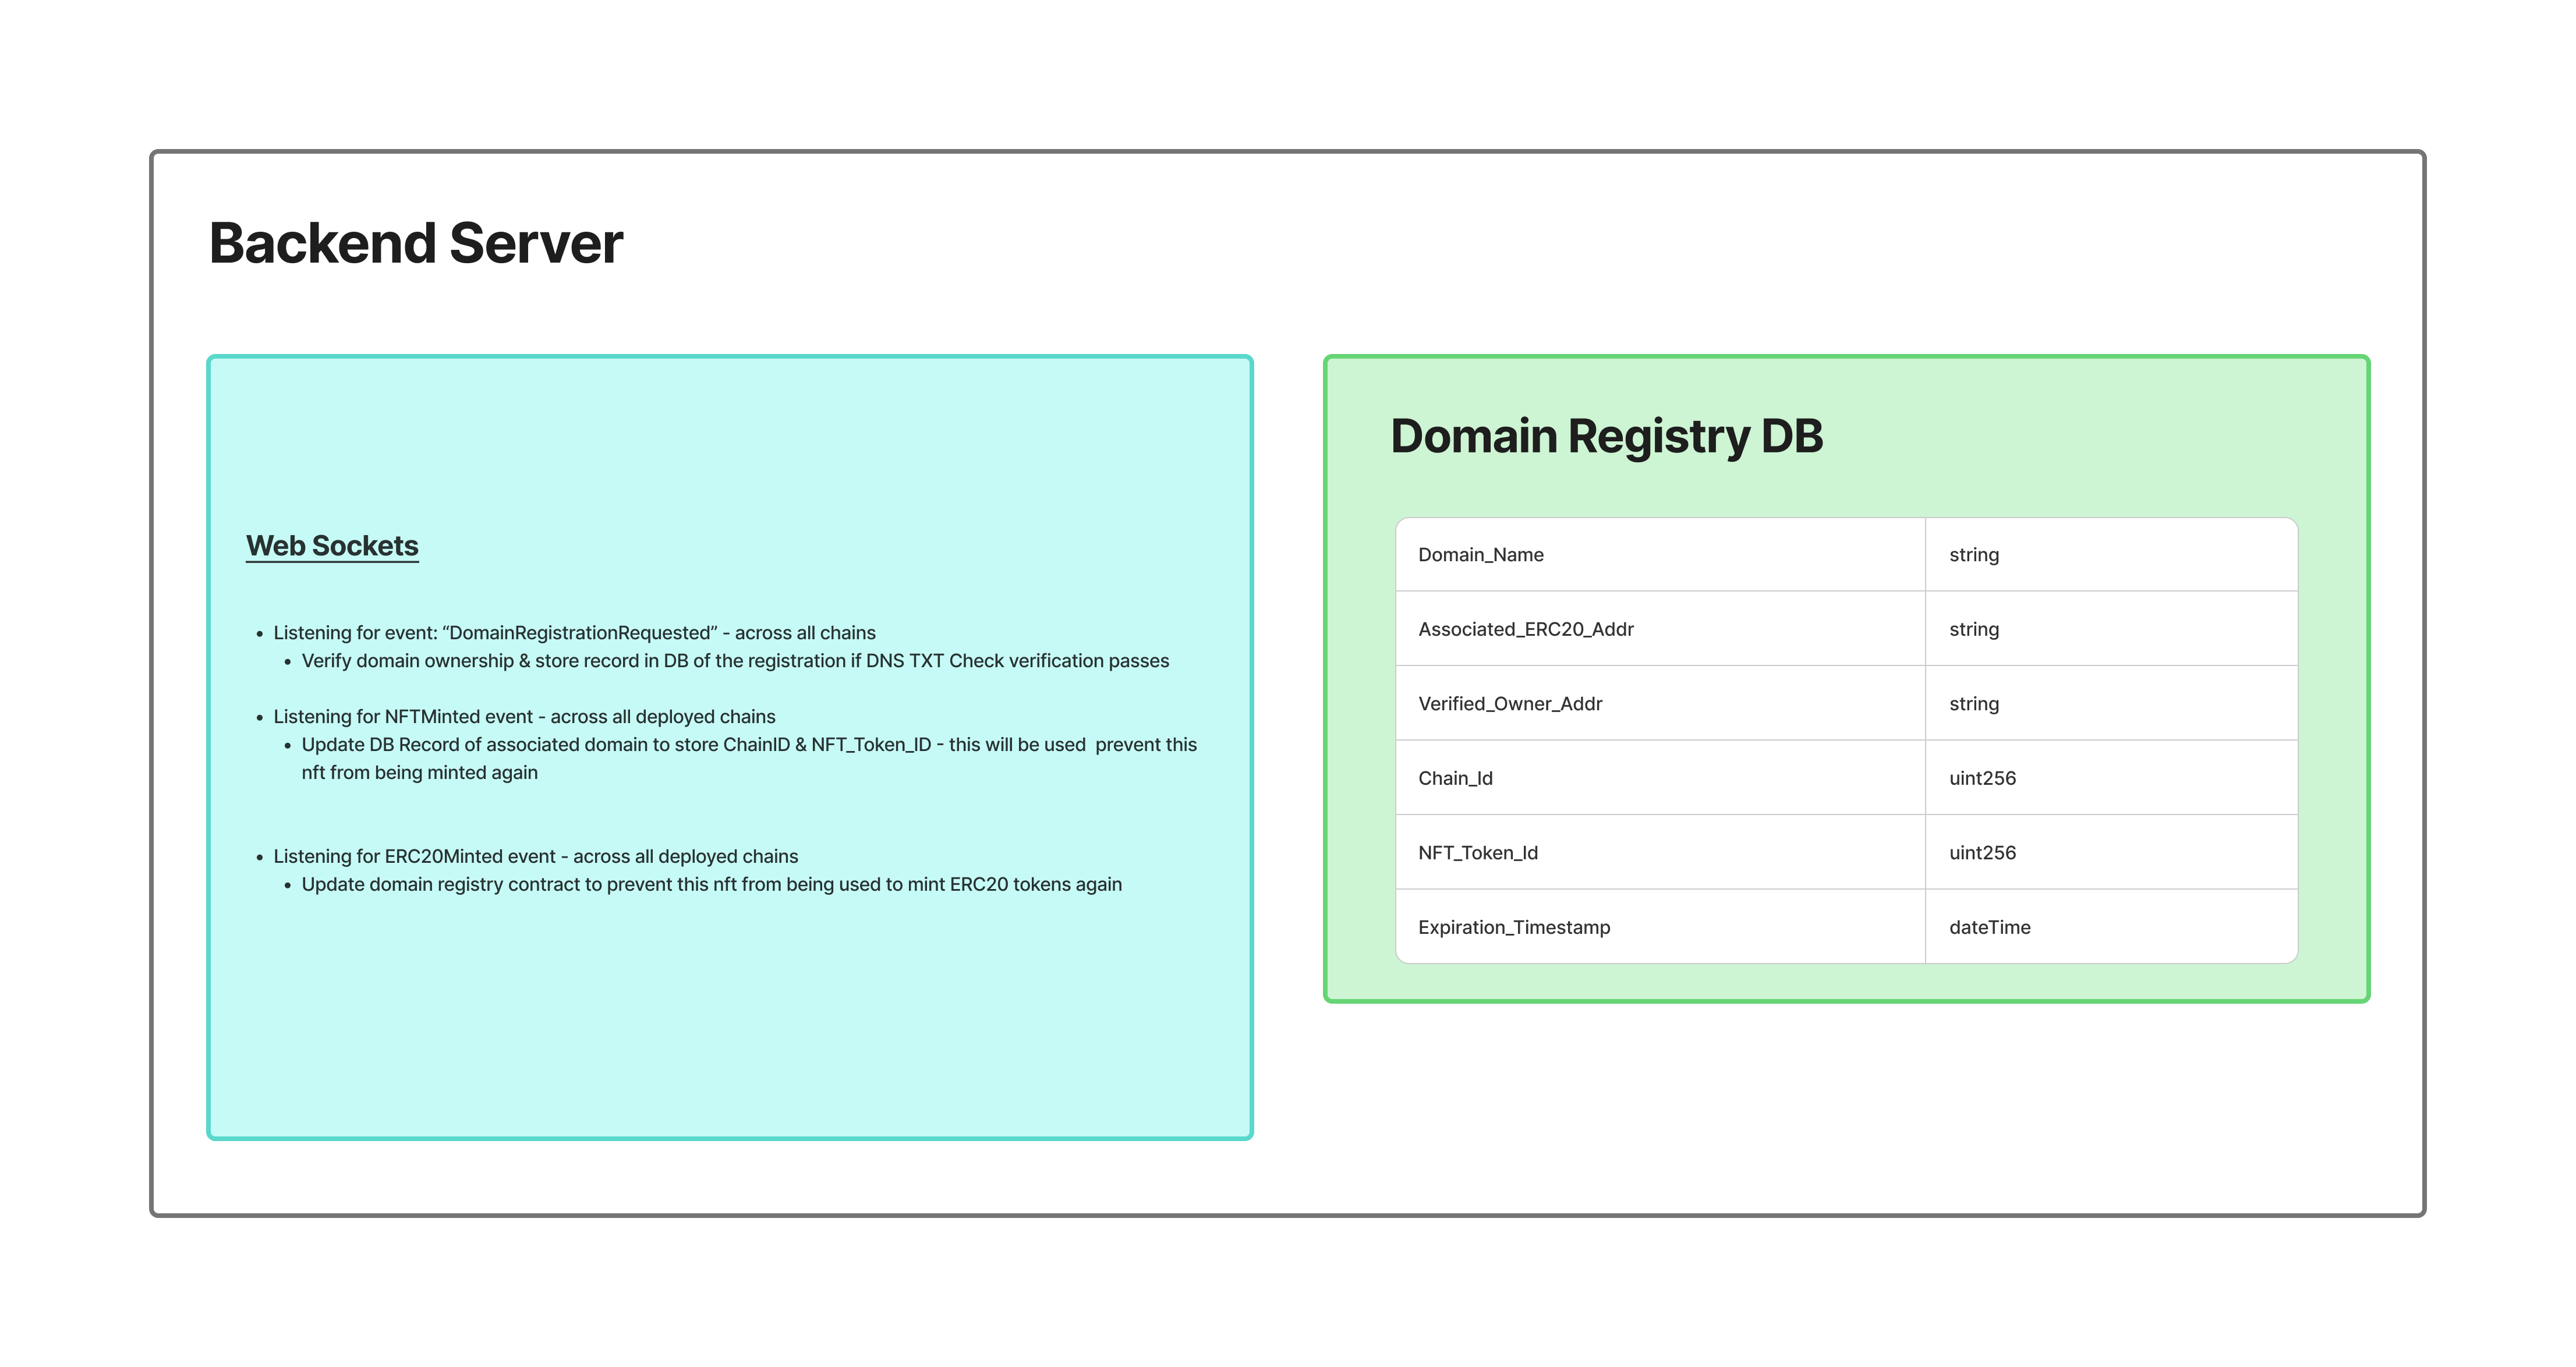 Backend Server
Web Sockets
• Listening for event: “DomainRegistrationRequested” - across all chains
• Verify domain ownership & store record in DB of the registration if DNS TXT Check verification passes
• Listening for NFTMinted event - across all deployed chains
• Update DB Record of associated domain to store ChainID & NFT_Token_ID - this will be used  prevent this
nft from being minted again
• Listening for ERC20Minted event - across all deployed chains
• Update domain registry contract to prevent this nft from being used to mint ERC20 tokens again
Domain Registry DB
Domain_Name string
Associated_ERC20_Addr string
Verified_Owner_Addr string
Chain_Id uint256
NFT_Token_Id uint256
Expiration_Timestamp dateTime